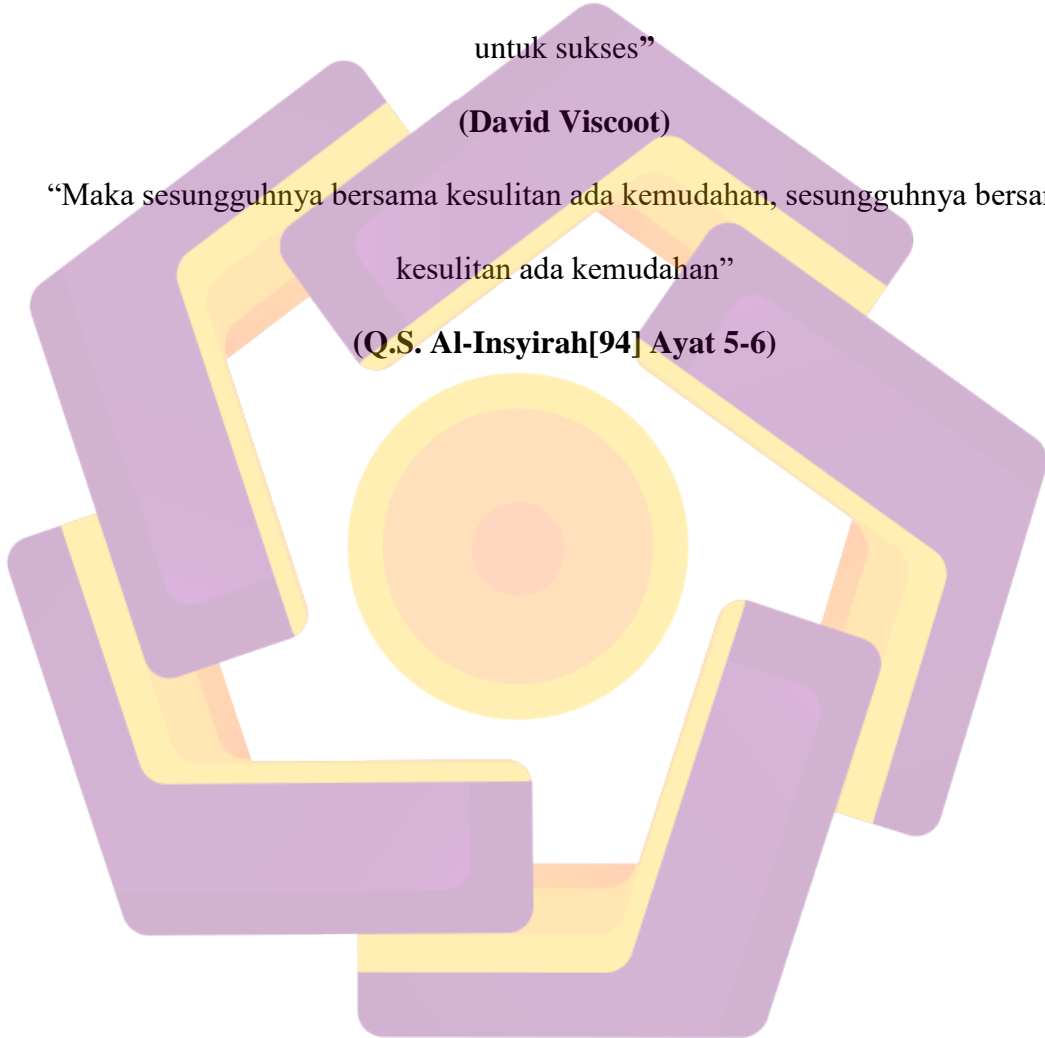 untuk sukses”
(David Viscoot)
“Maka sesungguhnya bersama kesulitan ada kemudahan, sesungguhnya
kesulitan ada kemudahan”
(Q.S. Al-Insyirah[94] Ayat 5-6)